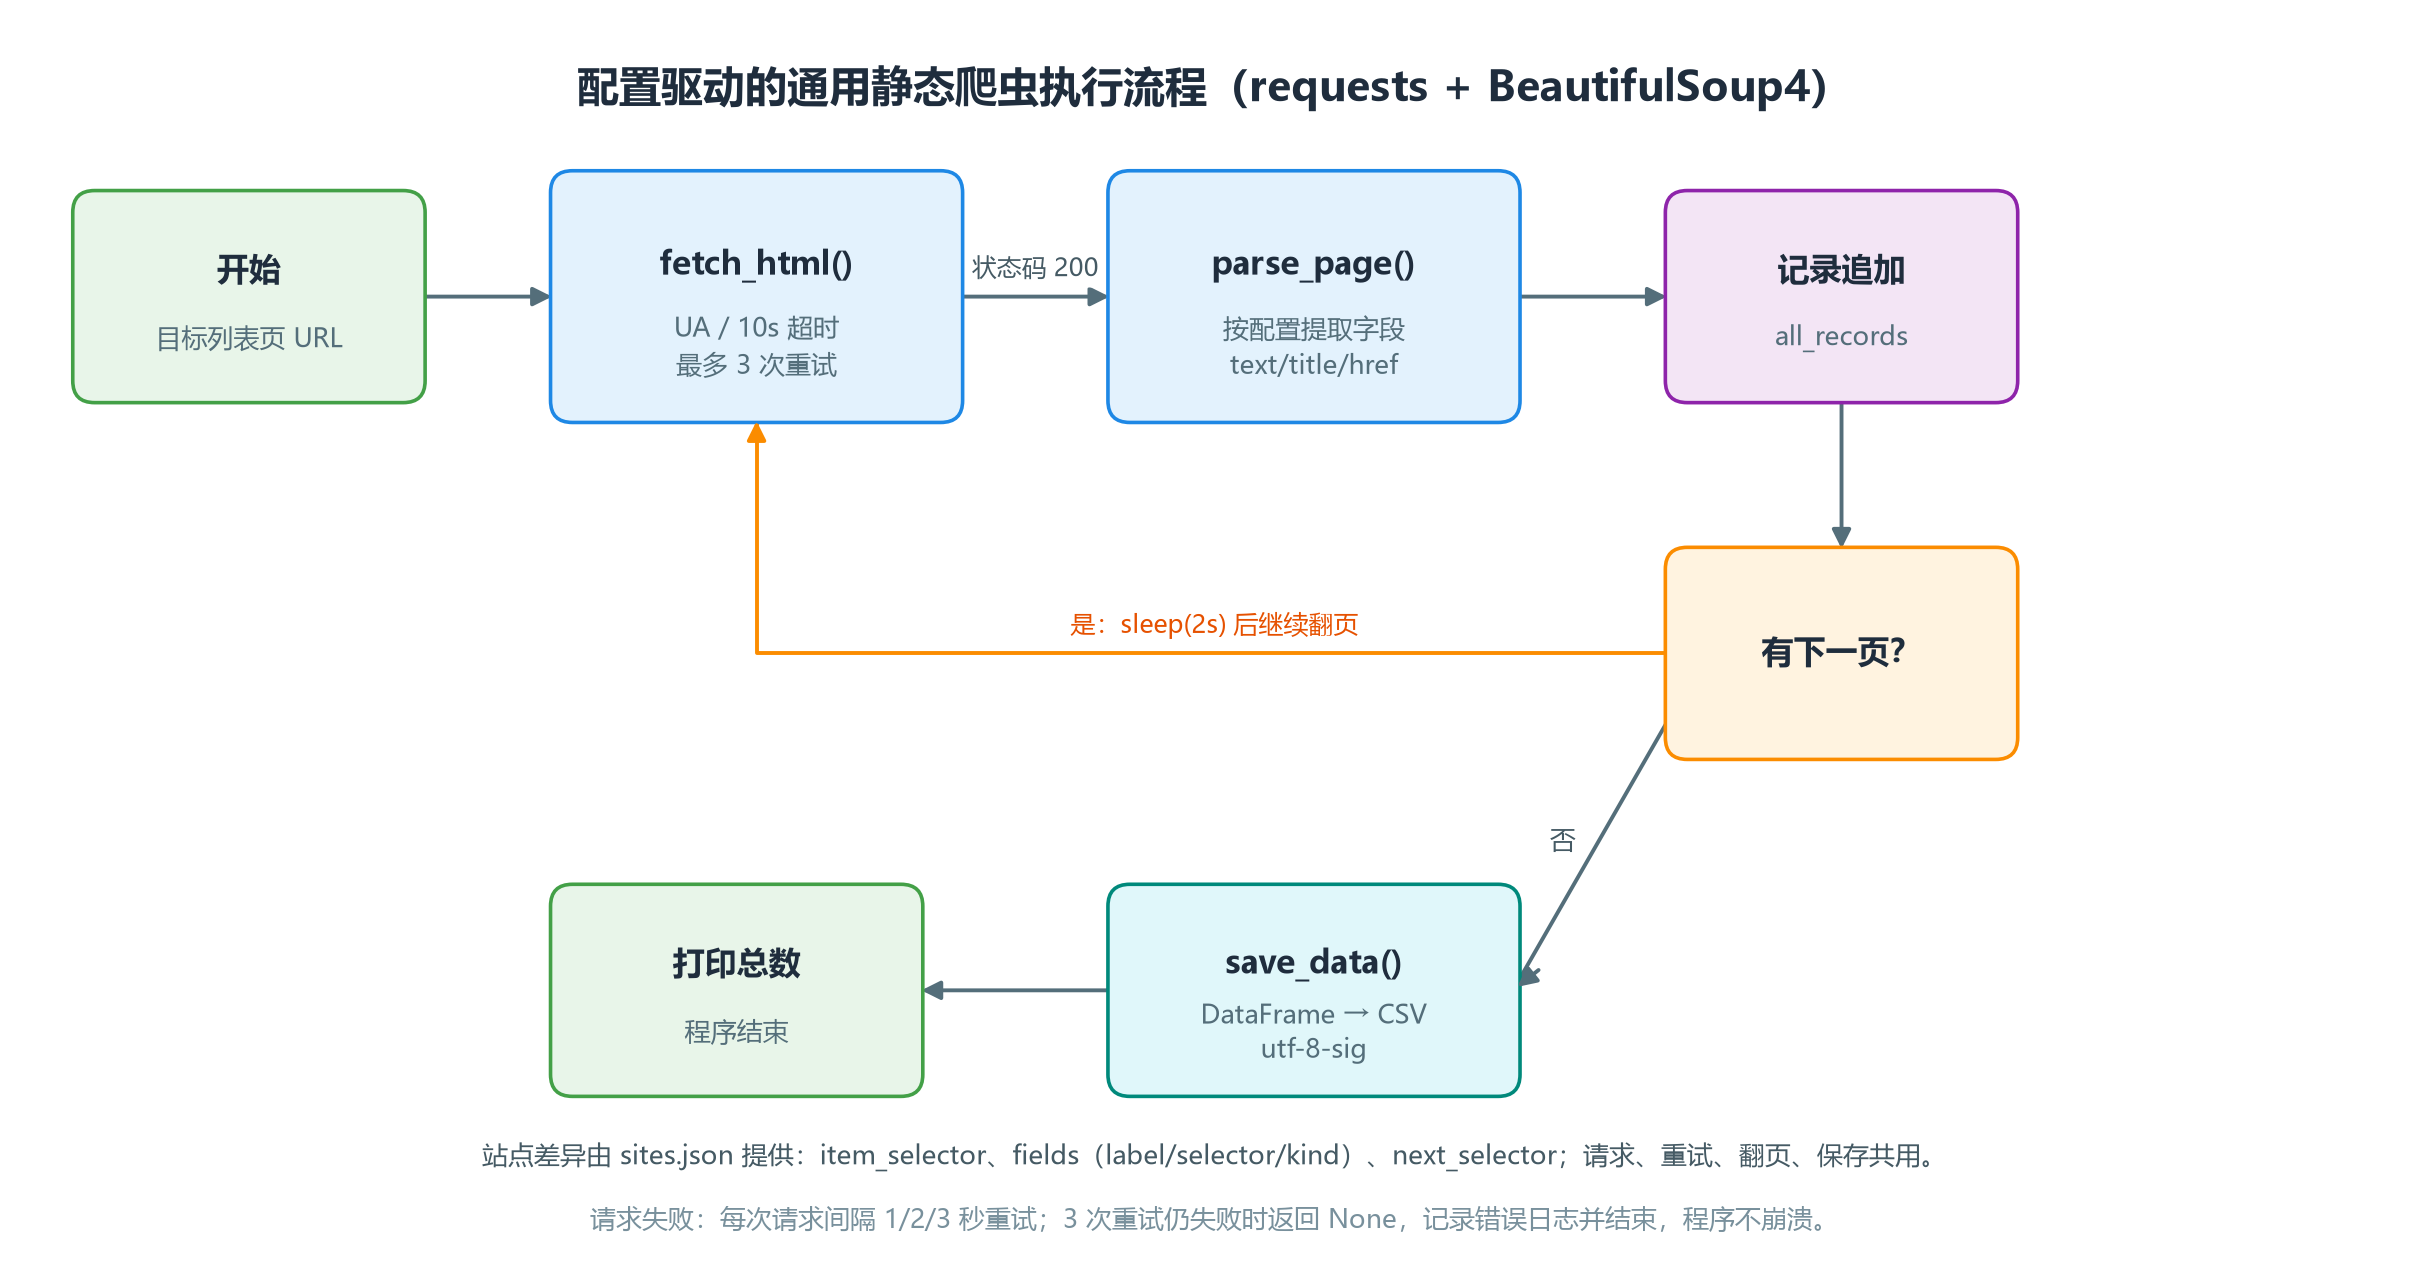 配置驱动的通用静态爬虫执行流程（requests + BeautifulSoup4）
开始
目标列表页 URL
fetch_html()
UA / 10s 超时
最多 3 次重试
状态码 200
parse_page()
按配置提取字段
text/title/href
记录追加
all_records
有下一页？
是：sleep(2s) 后继续翻页
否
save_data()
DataFrame → CSV
utf-8-sig
打印总数
程序结束
站点差异由 sites.json 提供：item_selector、fields（label/selector/kind）、next_selector；请求、重试、翻页、保存共用。
请求失败：每次请求间隔 1/2/3 秒重试；3 次重试仍失败时返回 None，记录错误日志并结束，程序不崩溃。